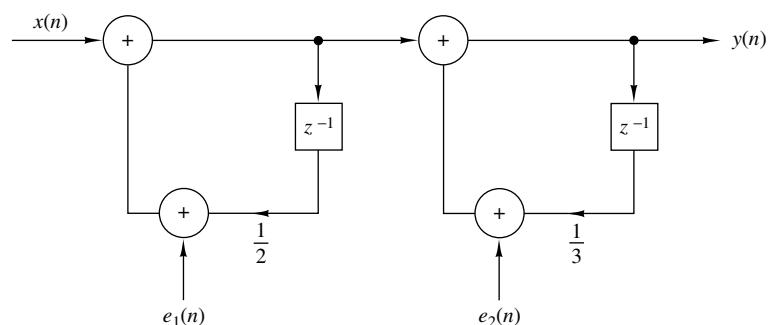 x(n)
+
+
y(n)
z⁻¹
z⁻¹
+
1/2
+
1/3
e₁(n)
e₂(n)